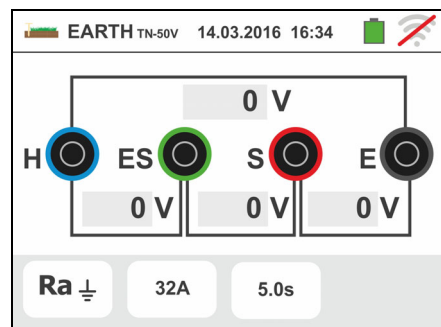 EARTH TN-50V 14.03.2016 16:34
0 V
H ES S E
0 V 0 V 0 V
Ra 32A 5.0s